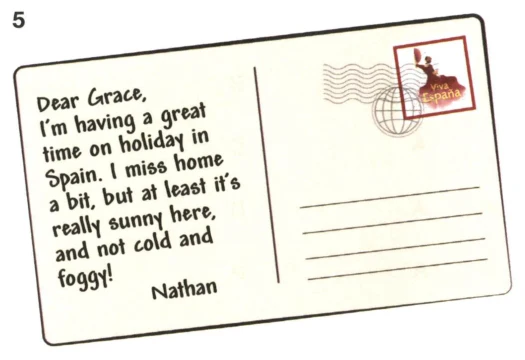 5
Dear Grace,
I'm having a great
time on holiday in
Spain. I miss home
a bit, but at least it's
really sunny here,
and not cold and
foggy!
Nathan
Viva
España